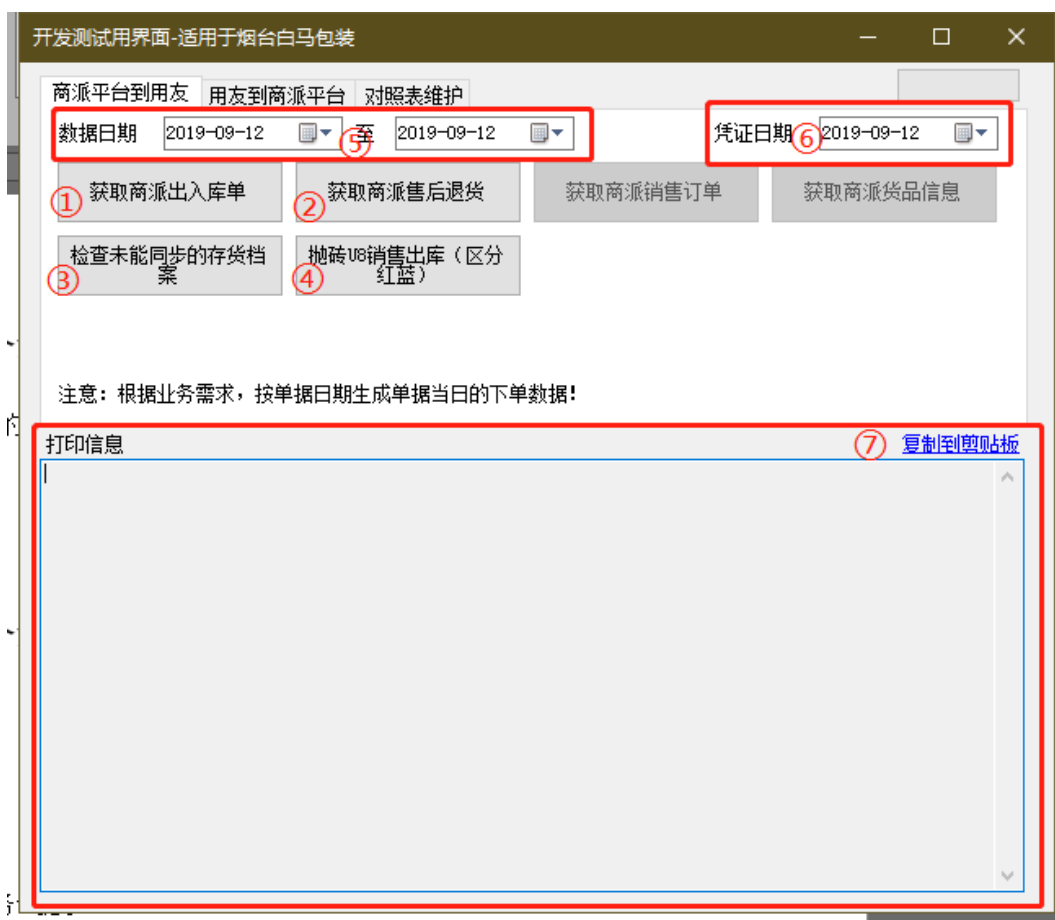 开发测试用界面-适用于烟台白马包装
商派平台到用友 用友到商派平台 对照表维护
数据日期 2019-09-12 ⑤ 至 2019-09-12 凭证日期 ⑥ 2019-09-12
① 获取商派出入库单 ② 获取商派售后退货 获取商派销售订单 获取商派货品信息
检查未能同步的存货档 抛砖U8销售出库（区分
③ 案 ④ 红蓝）
注意：根据业务需求，按单据日期生成单据当日的下单数据!
打印信息 ⑦ 复制到剪贴板